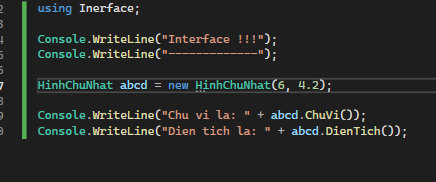 using Inerface;
Console.WriteLine("Interface !!!");
Console.WriteLine("-------------");
HinhChuNhat abcd = new HinhChuNhat(6, 4.2);
Console.WriteLine("Chu vi la: " + abcd.ChuVi());
Console.WriteLine("Dien tich la: " + abcd.DienTich());